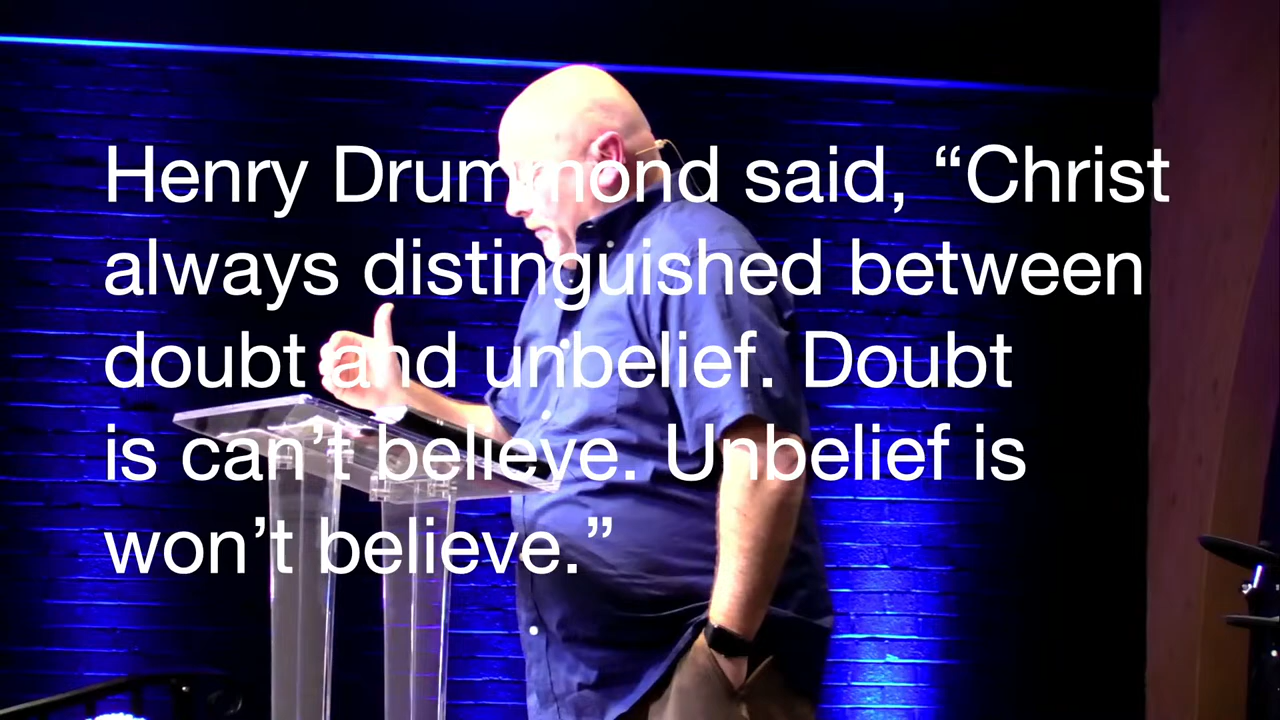 Henry Drummond said, “Christ
always distinguished between
doubt and unbelief. Doubt
is can’t believe. Unbelief is
won’t believe.”